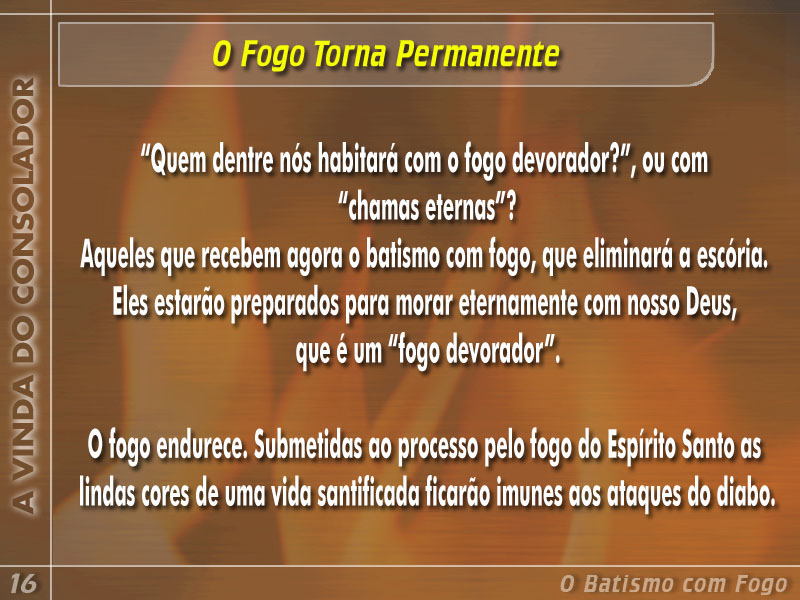 O Fogo Torna Permanente
A VINDA DO CONSOLADOR
“Quem dentre nós habitará com o fogo devorador?”, ou com
“chamas eternas”?
Aqueles que recebem agora o batismo com fogo, que eliminará a escória.
Eles estarão preparados para morar eternamente com nosso Deus,
que é um “fogo devorador”.
O fogo endurece. Submetidas ao processo pelo fogo do Espírito Santo as
lindas cores de uma vida santificada ficarão imunes aos ataques do diabo.
16
O Batismo com Fogo